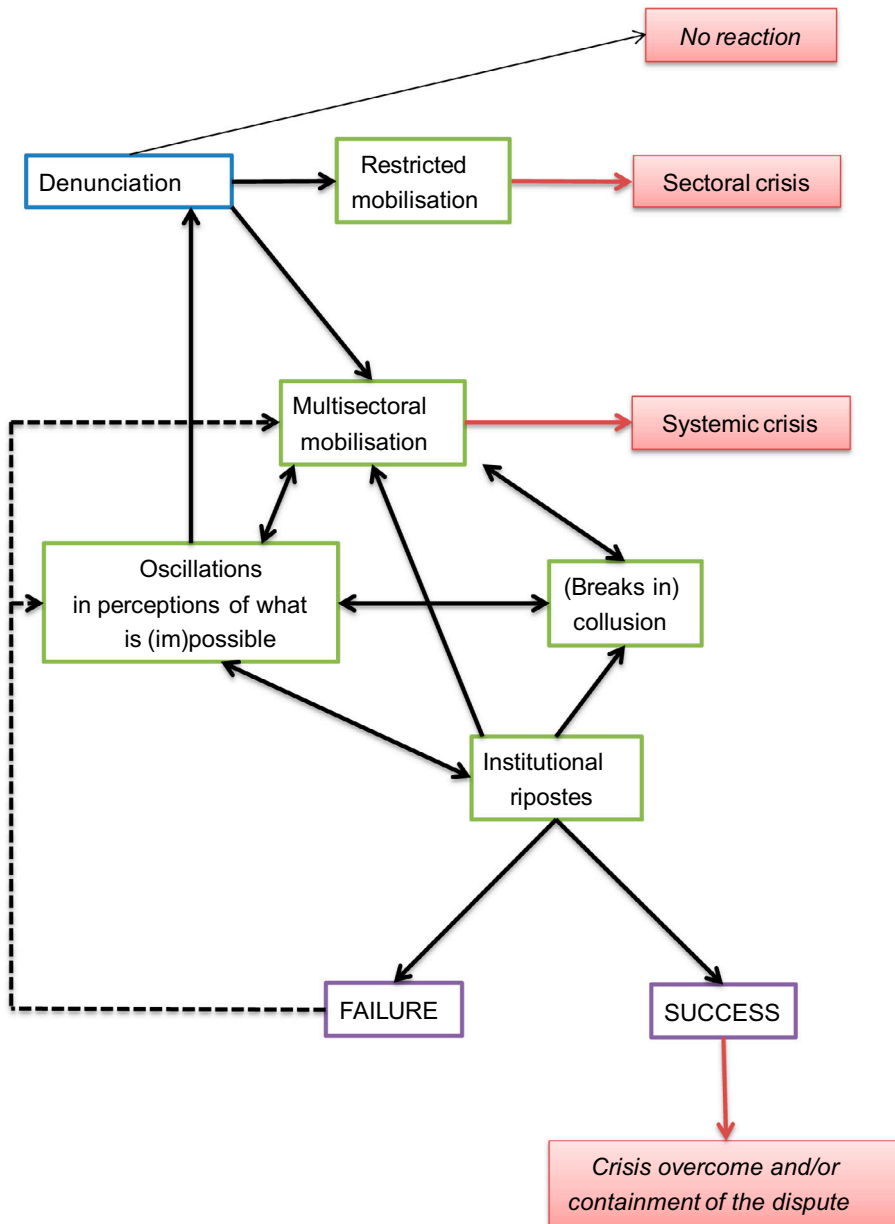 No reaction
Denunciation
Restricted
mobilisation
Sectoral crisis
Multisectoral
mobilisation
Systemic crisis
Oscillations
in perceptions of what
is (im)possible
(Breaks in)
collusion
Institutional
ripostes
FAILURE
SUCCESS
Crisis overcome and/or
containment of the dispute